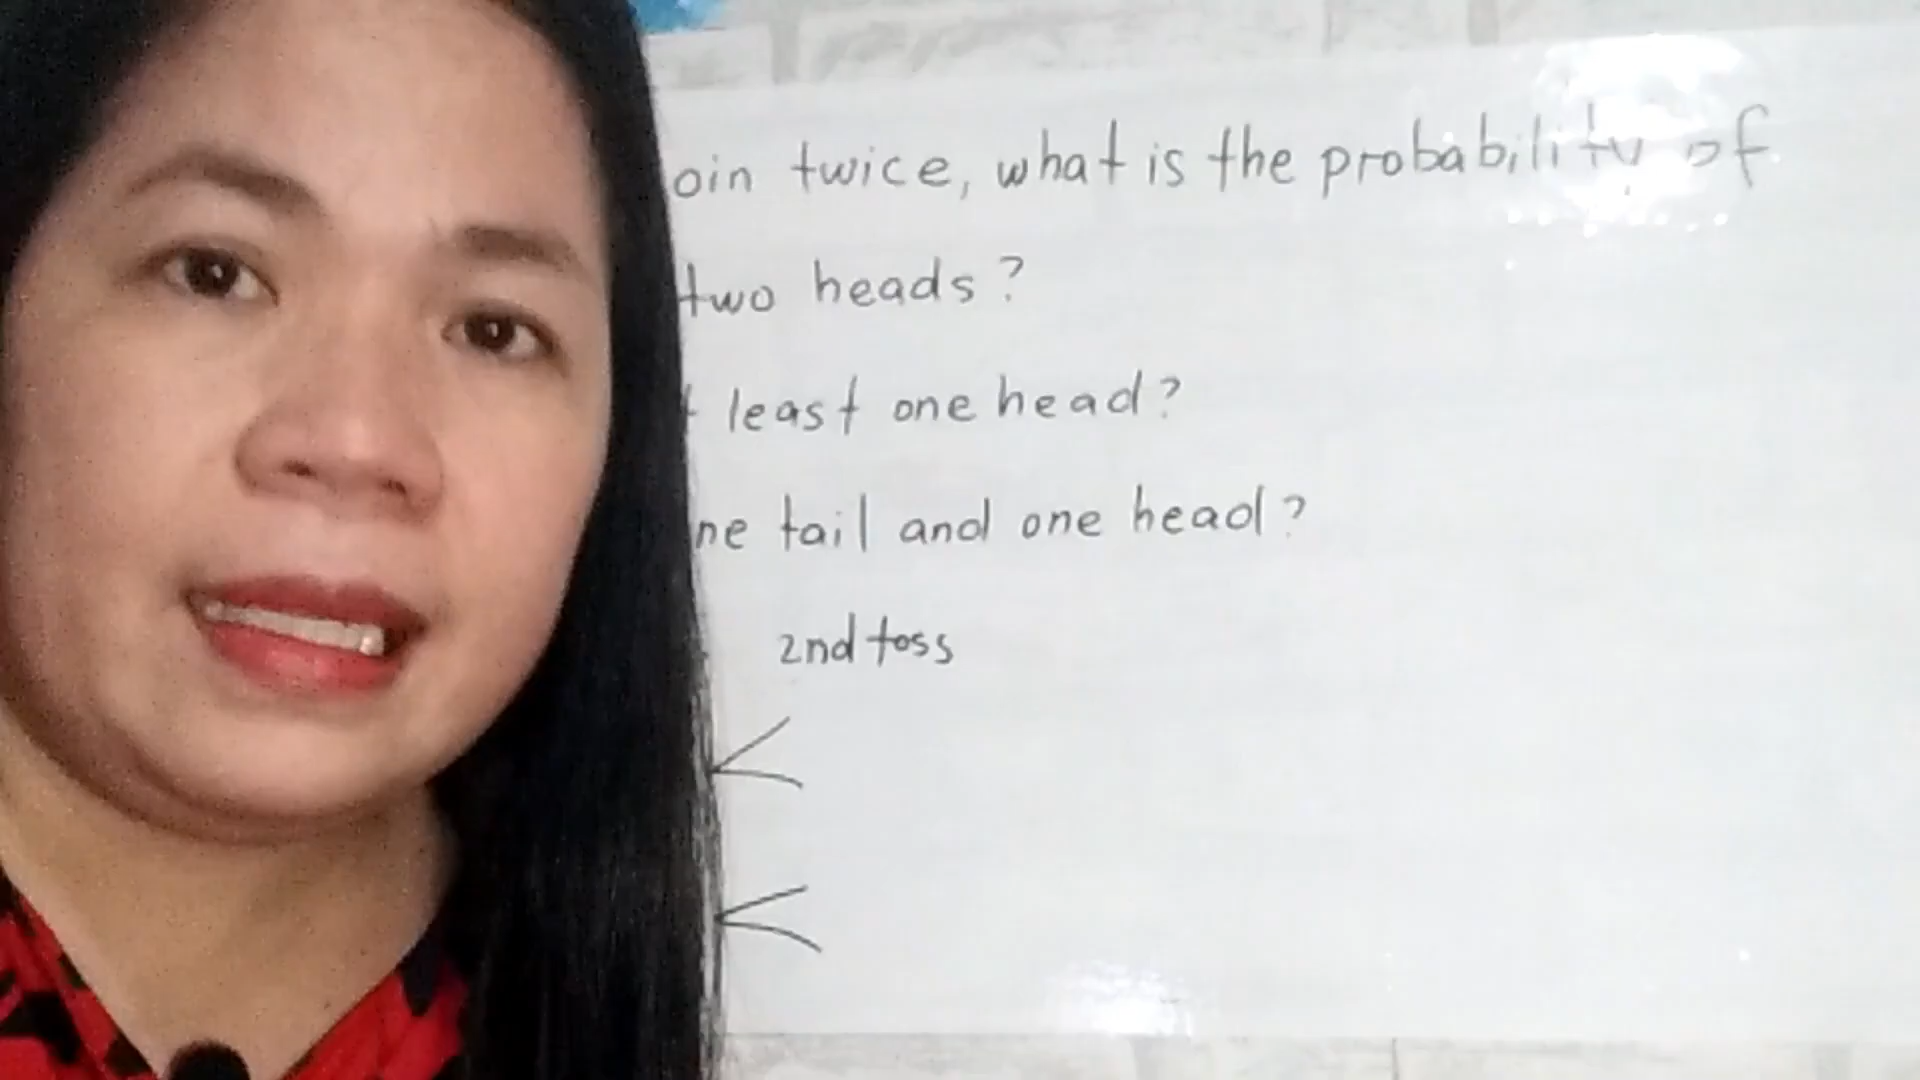 oin twice, what is the probability of
two heads?
least one head?
ne tail and one head?
2nd toss